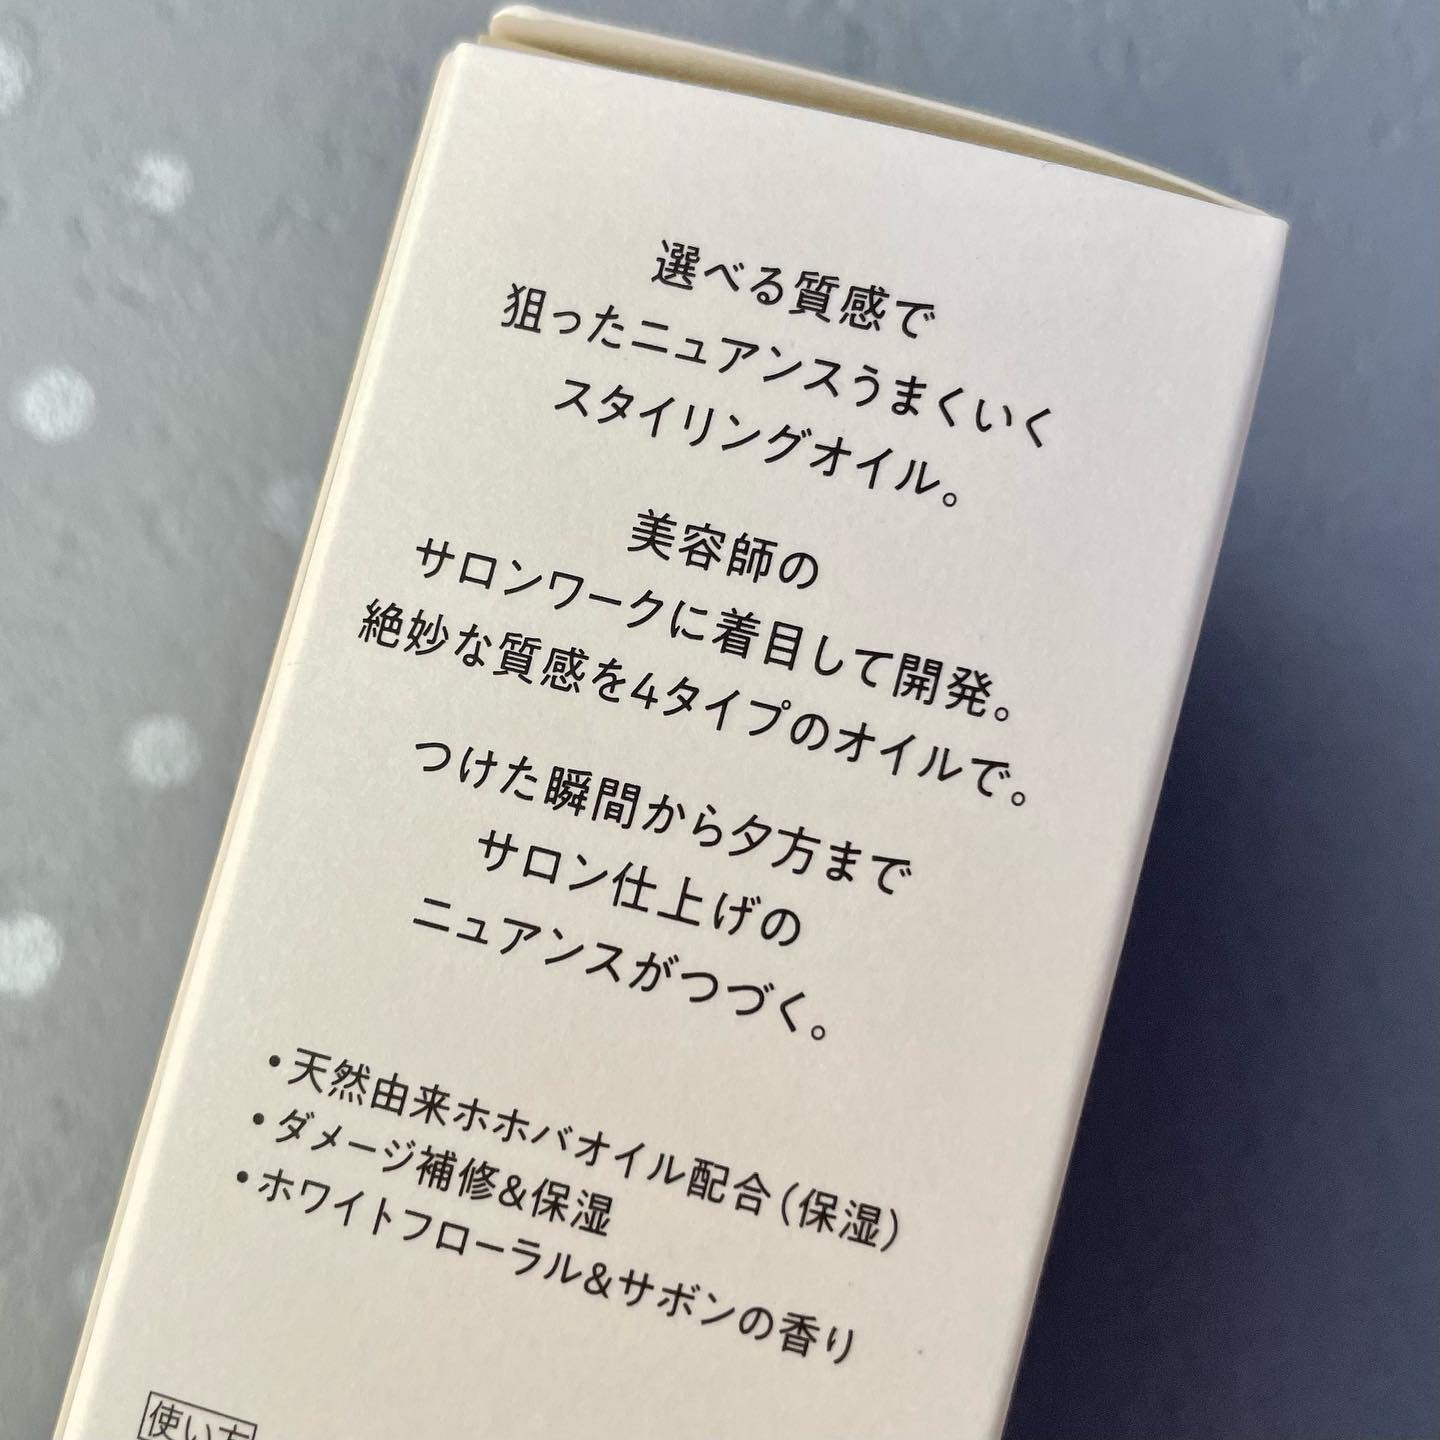 選べる質感で
狙ったニュアンスうまくいく
スタイリングオイル。
美容師の
サロンワークに着目して開発。
絶妙な質感を4タイプのオイルで。
つけた瞬間から夕方まで
サロン仕上げの
ニュアンスがつづく。
•天然由来ホホバオイル配合(保湿)
•ダメージ補修&保湿
•ホワイトフローラル&サボンの香り
使い方